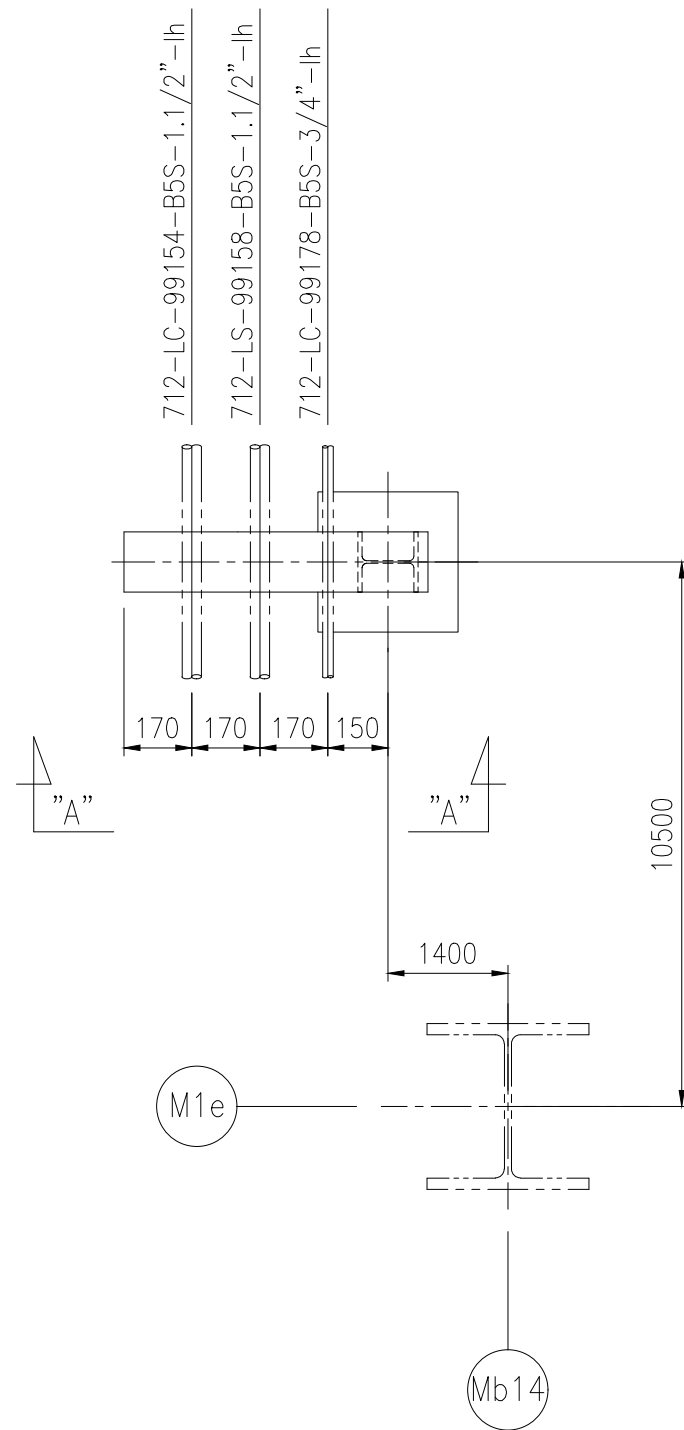 712-LC-99154-B5S-1.1/2”-Ih
712-LS-99158-B5S-1.1/2”-Ih
712-LC-99178-B5S-3/4”-Ih
170
170
170
150
”A”
”A”
10500
1400
M1e
Mb14